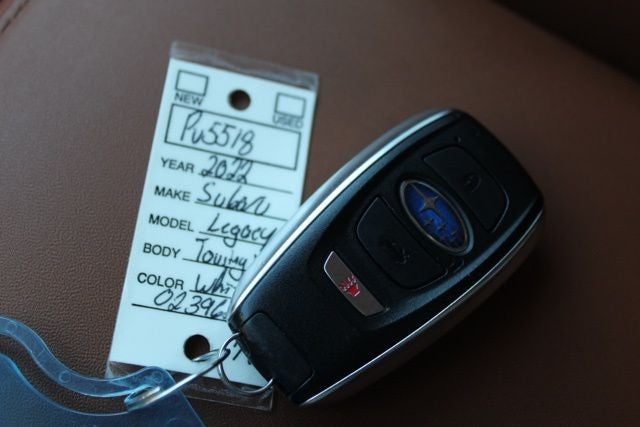 NEW USED
Pu5518
YEAR 2022
MAKE Subaru
MODEL Legacy
BODY
COLOR